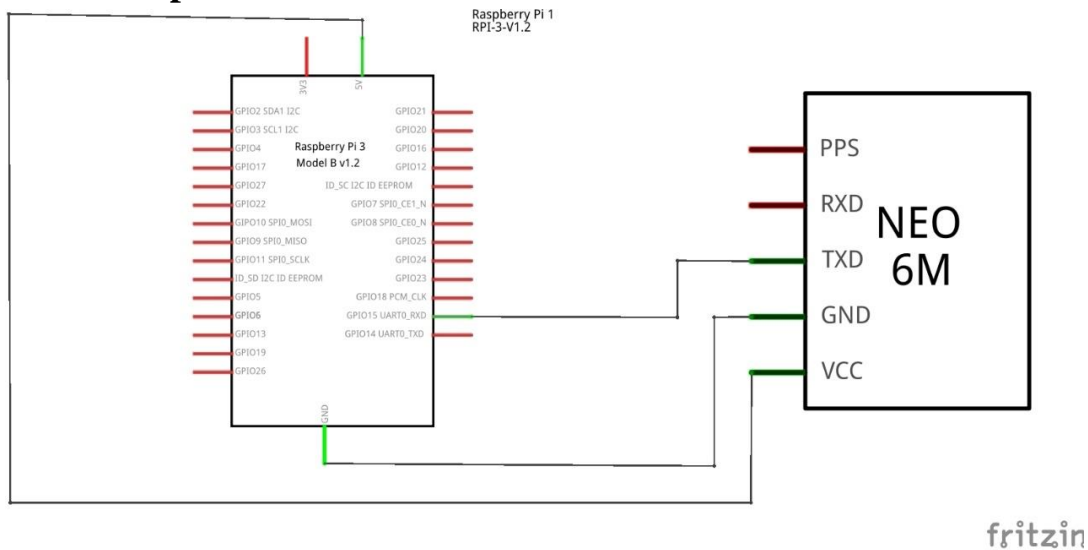 Raspberry Pi 1
RPI-3-V1.2
3V3
5V
Raspberry Pi 3
Model B v1.2
GPIO2 SDA1 I2C
GPIO3 SCL1 I2C
GPIO4
GPIO17
GPIO27
GPIO22
GIPO10 SPI0_MOSI
GPIO9 SPI0_MISO
GPIO11 SPI0_SCLK
ID_SD I2C ID EEPROM
GPIO5
GPIO6
GPIO13
GPIO19
GPIO26
GPIO21
GPIO20
GPIO16
GPIO12
ID_SC I2C ID EEPROM
GPIO7 SPI0_CE1_N
GPIO8 SPI0_CE0_N
GPIO25
GPIO24
GPIO23
GPIO18 PCM_CLK
GPIO15 UART0_RXD
GPIO14 UART0_TXD
GND
PPS
RXD
TXD
GND
VCC
NEO
6M
fritzin